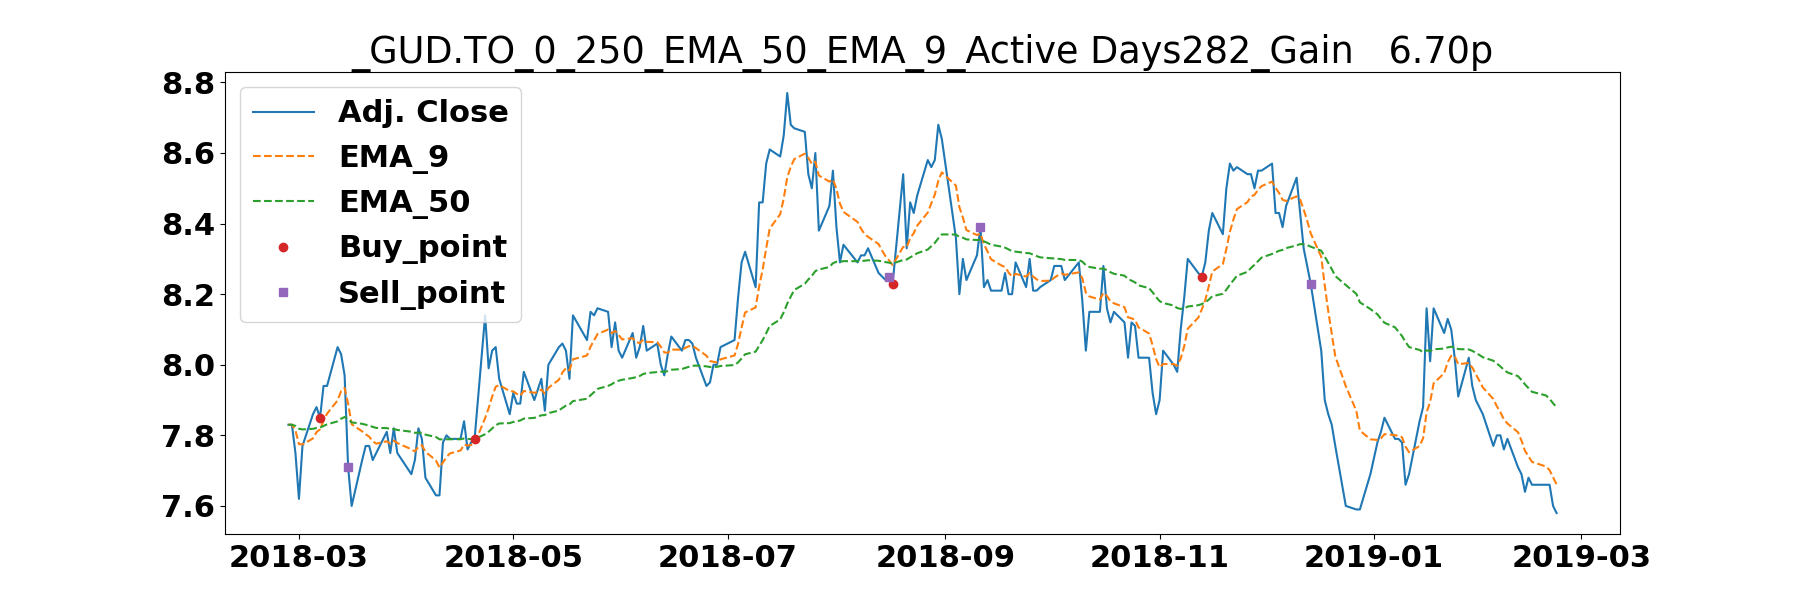 _GUD.TO_0_250_EMA_50_EMA_9_Active Days282_Gain   6.70p
8.8
8.6
8.4
8.2
8.0
7.8
7.6
Adj. Close
EMA_9
EMA_50
Buy_point
Sell_point
2018-03 2018-05 2018-07 2018-09 2018-11 2019-01 2019-03